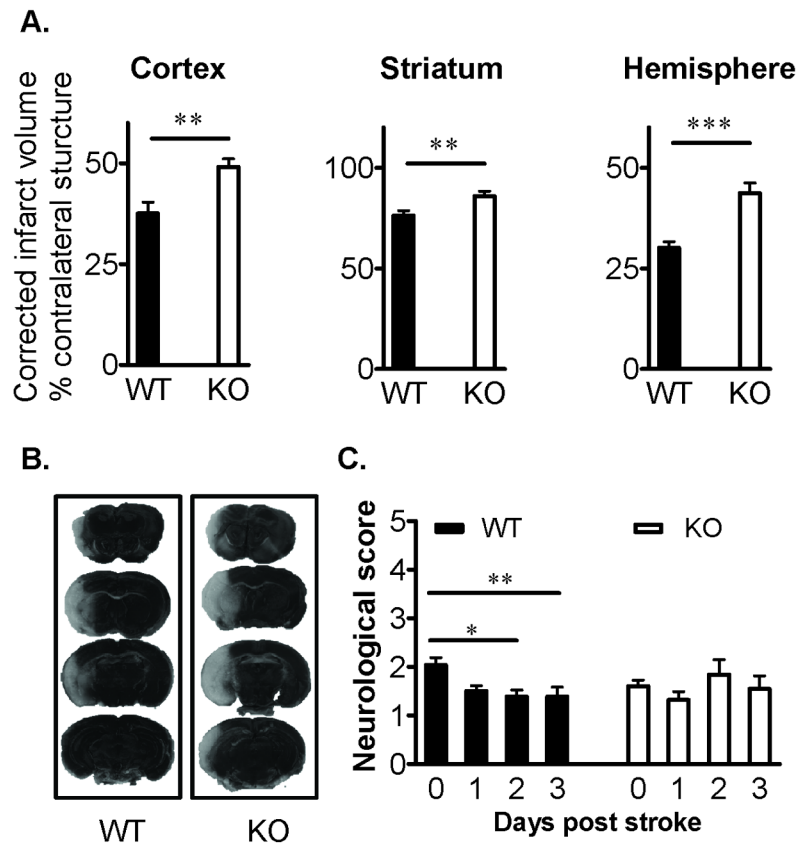 A.
Cortex
Striatum
Hemisphere
Corrected infarct volume
% contralateral sturcture
**
50
25
0
WT KO
**
100
50
0
WT KO
***
50
25
0
WT KO
B.
WT KO
C.
Neurological score
5
4
3
2
1
0
WT
KO
**
*
0 1 2 3 0 1 2 3
Days post stroke